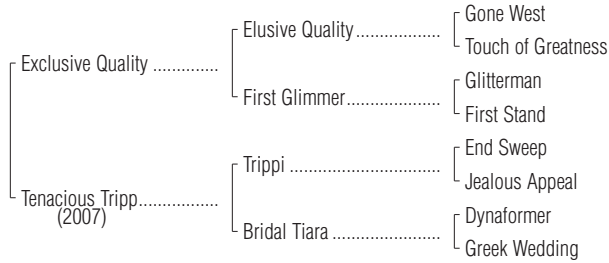 Gone West
Elusive Quality
Touch of Greatness
Exclusive Quality
Glitterman
First Glimmer
First Stand
End Sweep
Trippi
Jealous Appeal
Tenacious Tripp
(2007)
Dynaformer
Bridal Tiara
Greek Wedding